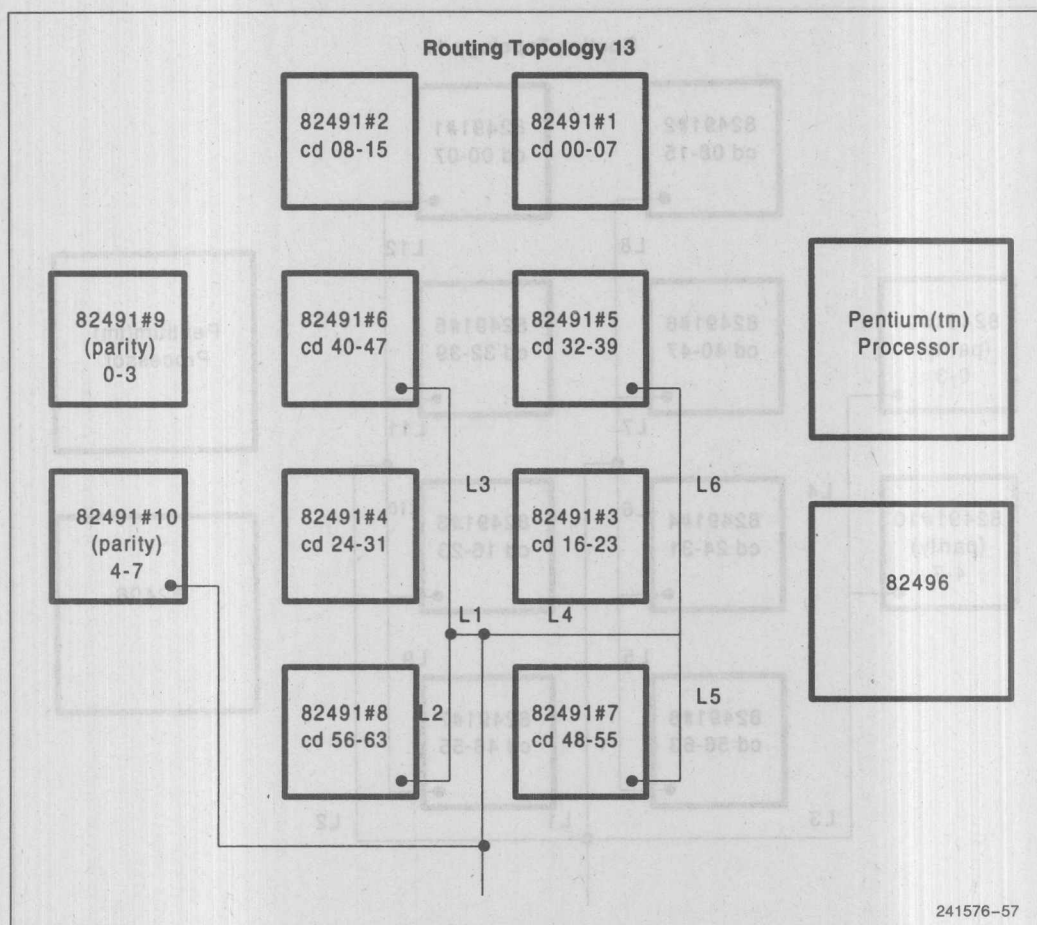 Routing Topology 13
82491#2
cd 08-15
82491#1
cd 00-07
82491#9
(parity)
0-3
82491#6
cd 40-47
82491#5
cd 32-39
Pentium(tm)
Processor
82491#10
(parity)
4-7
82491#4
cd 24-31
L3
82491#3
cd 16-23
L6
82496
L1
L4
82491#8
cd 56-63
L2
82491#7
cd 48-55
L5
241576-57